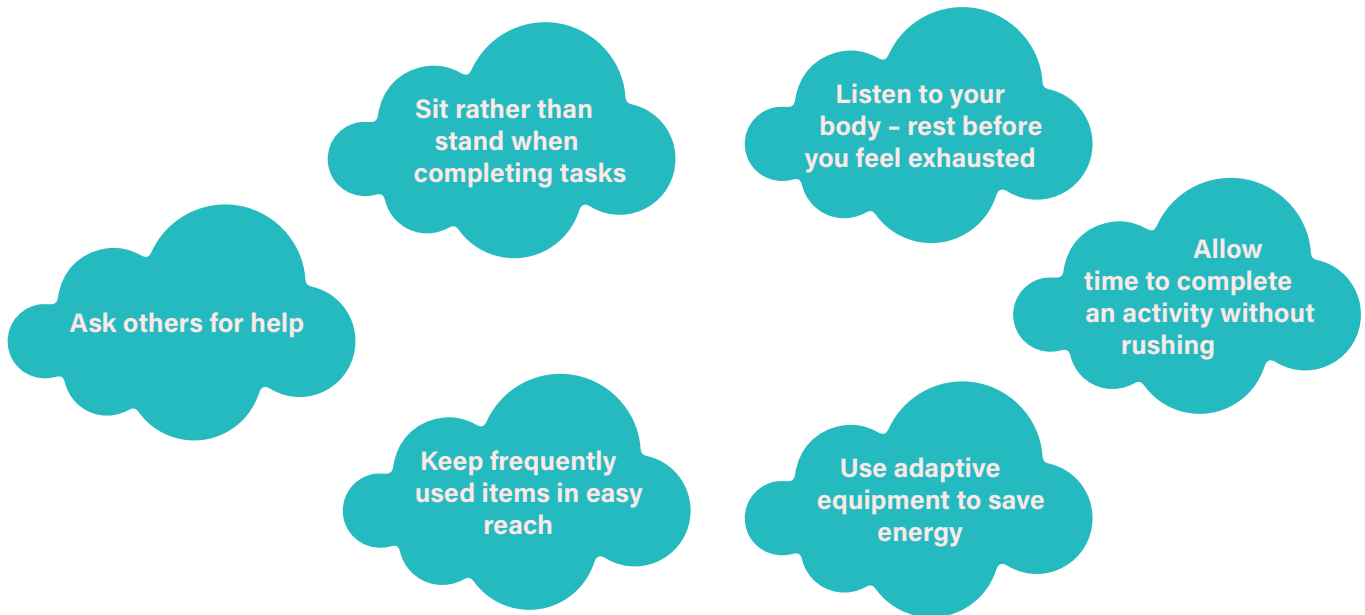 Sit rather than
stand when
completing tasks
Listen to your
body – rest before
you feel exhausted
Ask others for help
Allow
time to complete
an activity without
rushing
Keep frequently
used items in easy
reach
Use adaptive
equipment to save
energy